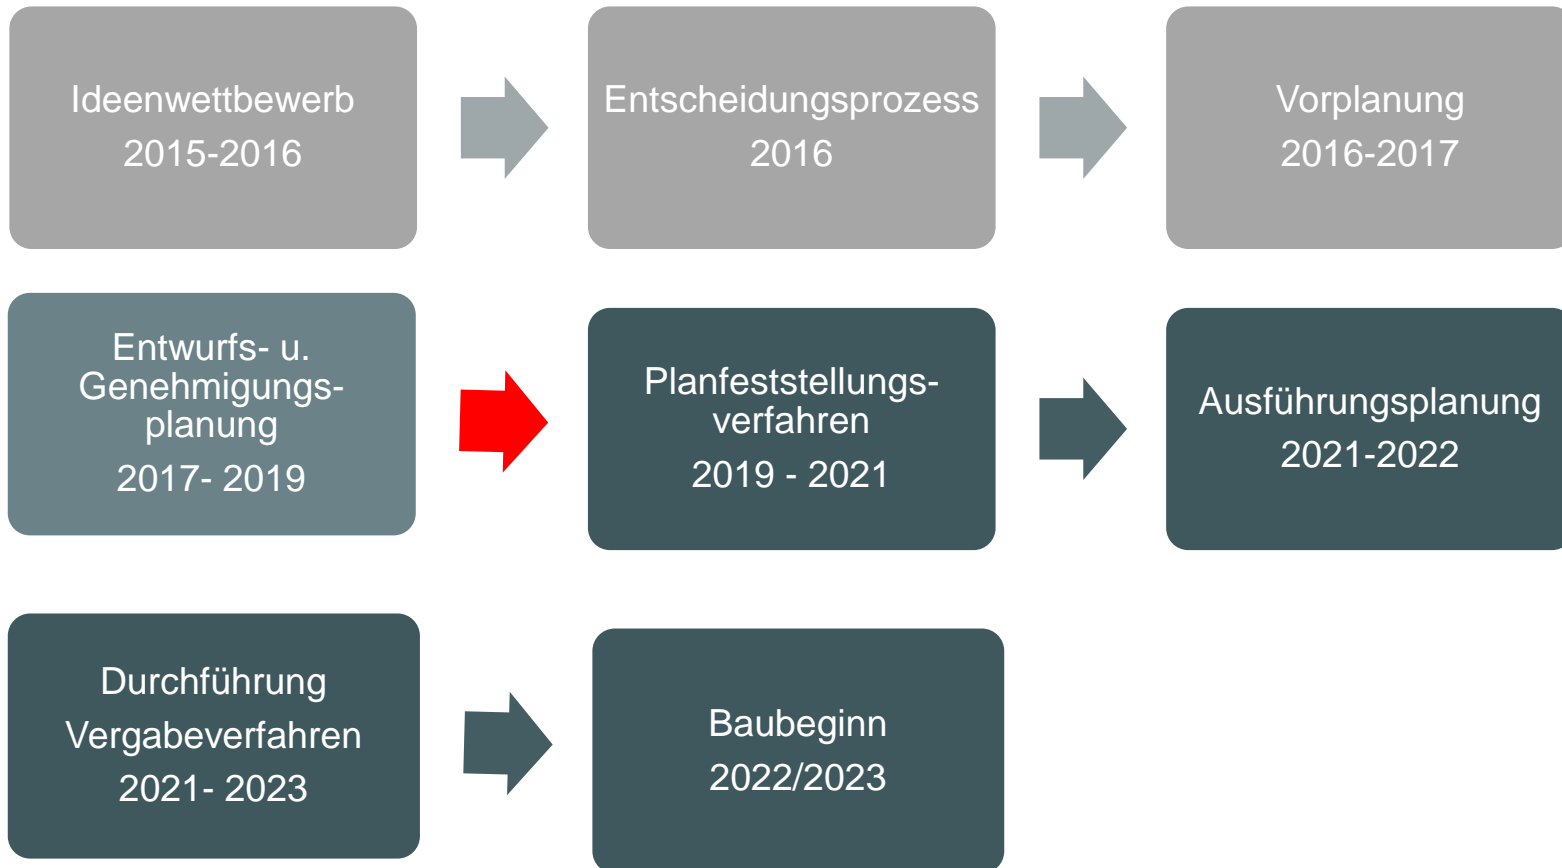 Ideenwettbewerb
2015-2016
Entscheidungsprozess
2016
Vorplanung
2016-2017
Entwurfs- u.
Genehmigungs-
planung
2017- 2019
Planfeststellungs-
verfahren
2019 - 2021
Ausführungsplanung
2021-2022
Durchführung
Vergabeverfahren
2021- 2023
Baubeginn
2022/2023